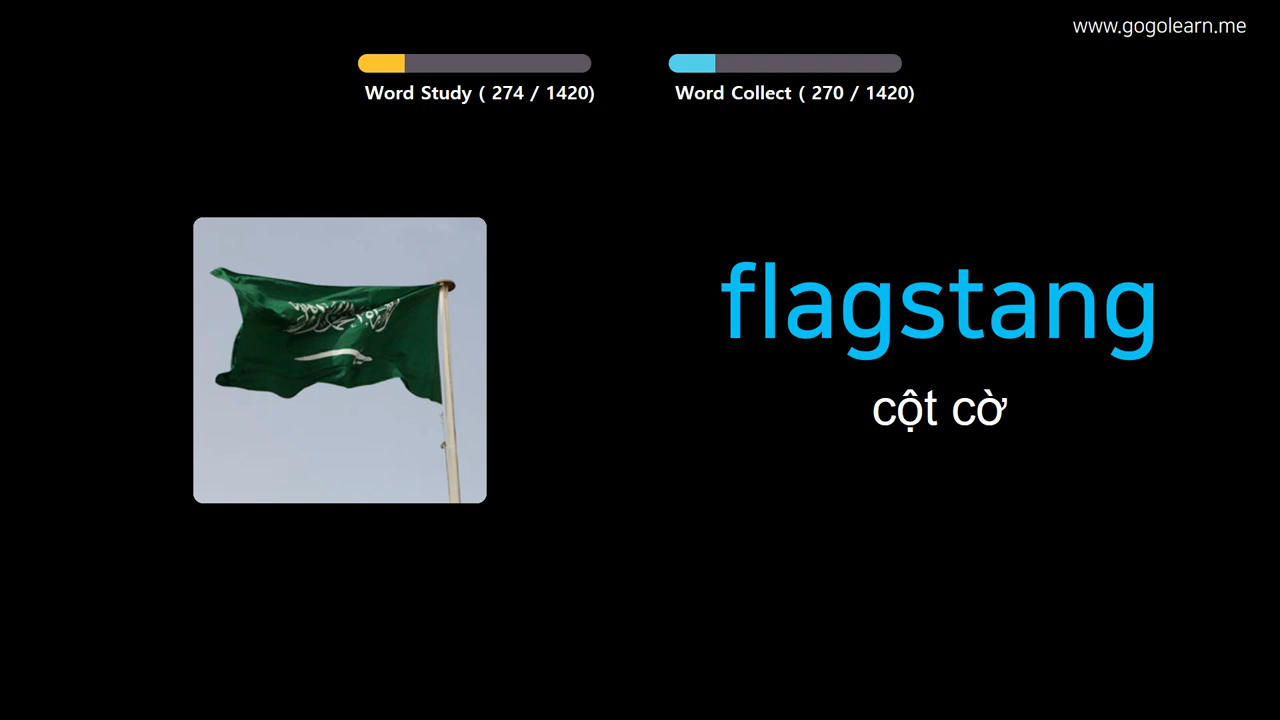 www.gogolearn.me
Word Study ( 274 / 1420)
Word Collect ( 270 / 1420)
flagstang
cột cờ